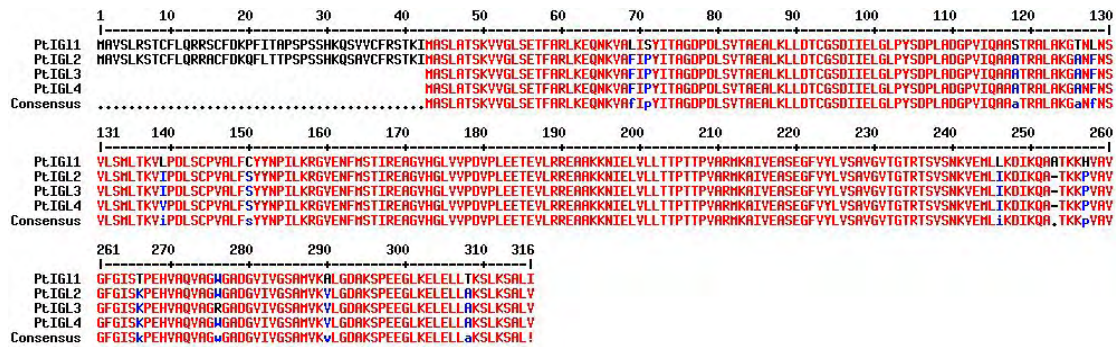 1 10 20 30 40 50 60 70 80 90 100 110 120 130
PtIGl1 MAVSLRSTCFLQRRSCFDKPFITAPSPSSHKQSVVCFRSTKIMASLATSKVVGLSETFARLKEQNKVALISYITAGDPDLSVTAEALKLLDTCGSDIIELGLPYSDPLADGPVIQAASTRALAKGTNLNS
PtIGL2 MAVSLKSTCFLQRRACFDKQFLTTPSPSSHKQSAVCFRSTKIMASLATSKVVGLSETFARLKEQNKVAFIPYITAGDPDLSVTAEALKLLDTCGSDIIELGLPYSDPLADGPVIQAAATRALAKGANFNS
PtIGL3 MASLATSKVVGLSETFARLKEQNKVAFIPYITAGDPDLSVTAEALKLLDTCGSDIIELGLPYSDPLADGPVIQAAATRALAKGANFNS
PtIGL4 MASLATSKVVGLSETFARLKEQNKVAFIPYITAGDPDLSVTAEALKLLDTCGSDIIELGLPYSDPLADGPVIQAAATRALAKGANFNS
Consensus ..........................................MASLATSKVVGLSETFARLKEQNKVAfIpYITAGDPDLSVTAEALKLLDTCGSDIIELGLPYSDPLADGPVIQAAaTRALAKGaNfNS
131 140 150 160 170 180 190 200 210 220 230 240 250 260
PtIGl1 VLSMLTKVLPDLSCPVALFCYYNPILKRGVENFMSTIREAGVHGLVVPDVPLEETEVLRREAAKKNIELVLLTTPTTPVARMKAIVEASEGFVYLVSAVGVTGTRTSVSNKVEMLLKDIKQAATKKHVAV
PtIGL2 VLSMLTKVIPDLSCPVALFSYYNPILKRGVENFMSTIREAGVHGLVVPDVPLEETEVLRREAAKKNIELVLLTTPTTPVARMKAIVEASEGFVYLVSAVGVTGTRTSVSNKVEMLIKDIKQA-TKKPVAV
PtIGL3 VLSMLTKVIPDLSCPVALFSYYNPILKRGVENFMSTIREAGVHGLVVPDVPLEETEVLRREAAKKNIELVLLTTPTTPVARMKAIVEASEGFVYLVSAVGVTGTRTSVSNKVEMLIKDIKQA-TKKPVAV
PtIGL4 VLSMLTKVVPDLSCPVALFSYYNPILKRGVENFMSTIREAGVHGLVVPDVPLEETEVLRREAAKKNIELVLLTTPTTPVARMKAIVEASEGFVYLVSAVGVTGTRTSVSNKVEMLIKDIKQA-TKKPVAV
Consensus VLSMLTKViPDLSCPVALFsYYNPILKRGVENFMSTIREAGVHGLVVPDVPLEETEVLRREAAKKNIELVLLTTPTTPVARMKAIVEASEGFVYLVSAVGVTGTRTSVSNKVEMLiKDIKQA.TKKpVAV
261 270 280 290 300 310 316
PtIGl1 GFGISTPEHVAQVAGWGADGVIVGSAMVKALGDAKSPEEGLKELELLTKSLKSALI
PtIGL2 GFGISKPEHVAQVAGWGADGVIVGSAMVKVLGDAKSPEEGLKELELLAKSLKSALV
PtIGL3 GFGISKPEHVAQVAGRGADGVIVGSAMVKVLGDAKSPEEGLKELELLAKSLKSALV
PtIGL4 GFGISKPEHVAQVAGWGADGVIVGSAMVKVLGDAKSPEEGLKELELLAKSLKSALV
Consensus GFGISkPEHVAQVAGwGADGVIVGSAMVKvLGDAKSPEEGLKELELLaKSLKSAL!